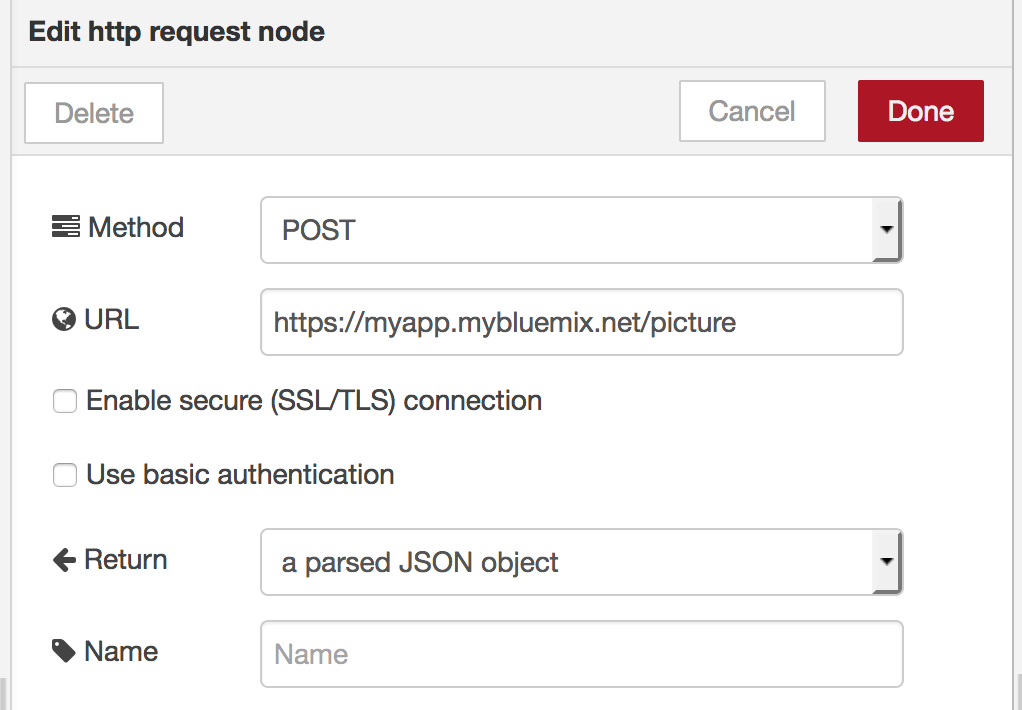 Edit http request node
Delete Cancel Done
Method POST
URL https://myapp.mybluemix.net/picture
Enable secure (SSL/TLS) connection
Use basic authentication
Return a parsed JSON object
Name Name